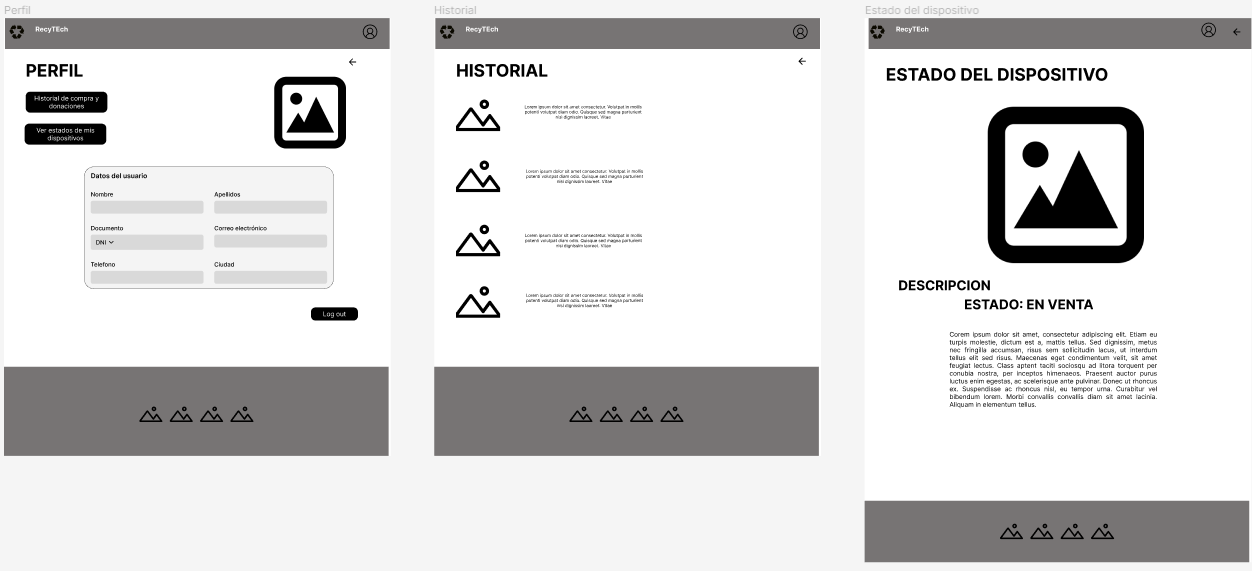 Perfil
RecyTEch
PERFIL
Historial de compra y
donaciones
Ver estados de mis
dispositivos
Datos del usuario
Nombre
Apellidos
Documento
Correo electrónico
DNI
Telefono
Ciudad
Log out
Historial
RecyTEch
HISTORIAL
Lorem ipsum dolor sit amet consectetur. Volutpat in mollis
potenti volutpat diam odio. Quisque sed magna parturient
nisl dignissim laoreet. Vitae
Lorem ipsum dolor sit amet consectetur. Volutpat in mollis
potenti volutpat diam odio. Quisque sed magna parturient
nisl dignissim laoreet. Vitae
Lorem ipsum dolor sit amet consectetur. Volutpat in mollis
potenti volutpat diam odio. Quisque sed magna parturient
nisl dignissim laoreet. Vitae
Lorem ipsum dolor sit amet consectetur. Volutpat in mollis
potenti volutpat diam odio. Quisque sed magna parturient
nisl dignissim laoreet. Vitae
Estado del dispositivo
RecyTEch
ESTADO DEL DISPOSITIVO
DESCRIPCION
ESTADO: EN VENTA
Corem ipsum dolor sit amet, consectetur adipiscing elit. Etiam eu
turpis molestie, dictum est a, mattis tellus. Sed dignissim, metus
nec fringilla accumsan, risus sem sollicitudin lacus, ut interdum
tellus elit sed risus. Maecenas eget condimentum velit, sit amet
feugiat lectus. Class aptent taciti sociosqu ad litora torquent per
conubia nostra, per inceptos himenaeos. Praesent auctor purus
luctus enim egestas, ac scelerisque ante pulvinar. Donec ut rhoncus
ex. Suspendisse ac rhoncus nisl, eu tempor urna. Curabitur vel
bibendum lorem. Morbi convallis convallis diam sit amet lacinia.
Aliquam in elementum tellus.